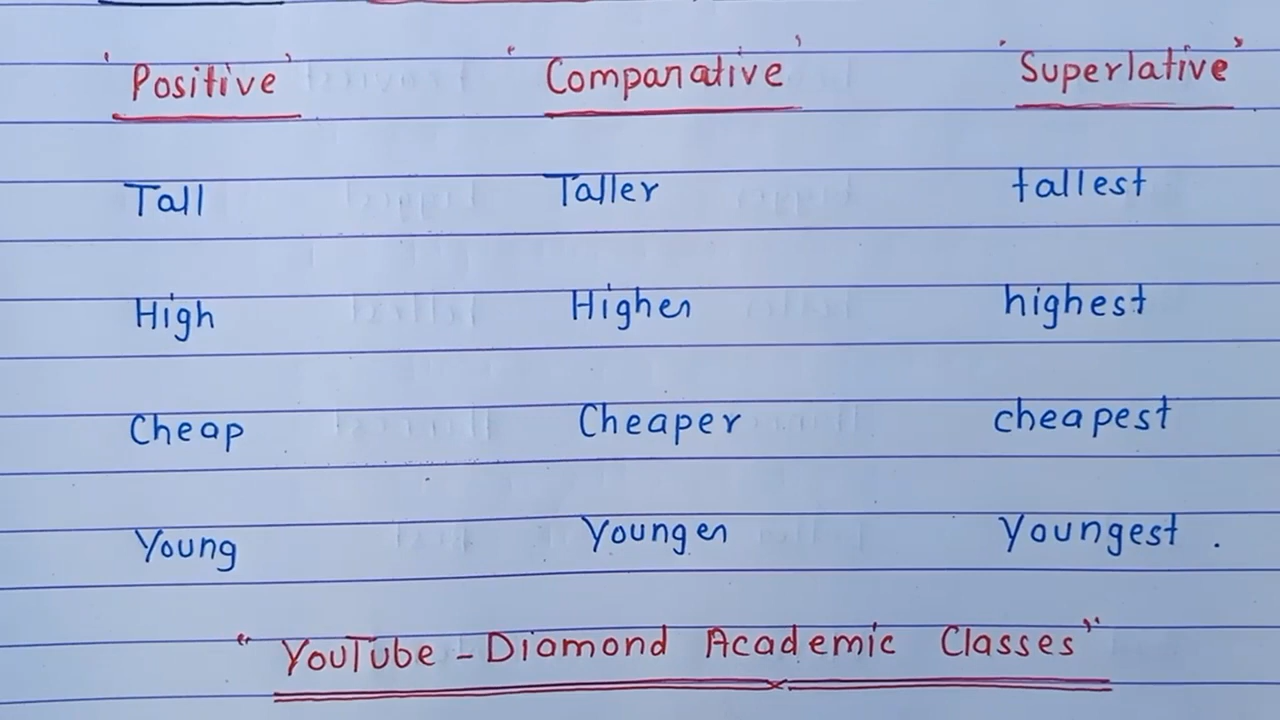 'Positive' 'Comparative' 'Superlative'
Tall Taller tallest
High Higher highest
Cheap Cheaper cheapest
Young Younger Youngest .
"YouTube - Diamond Academic Classes"